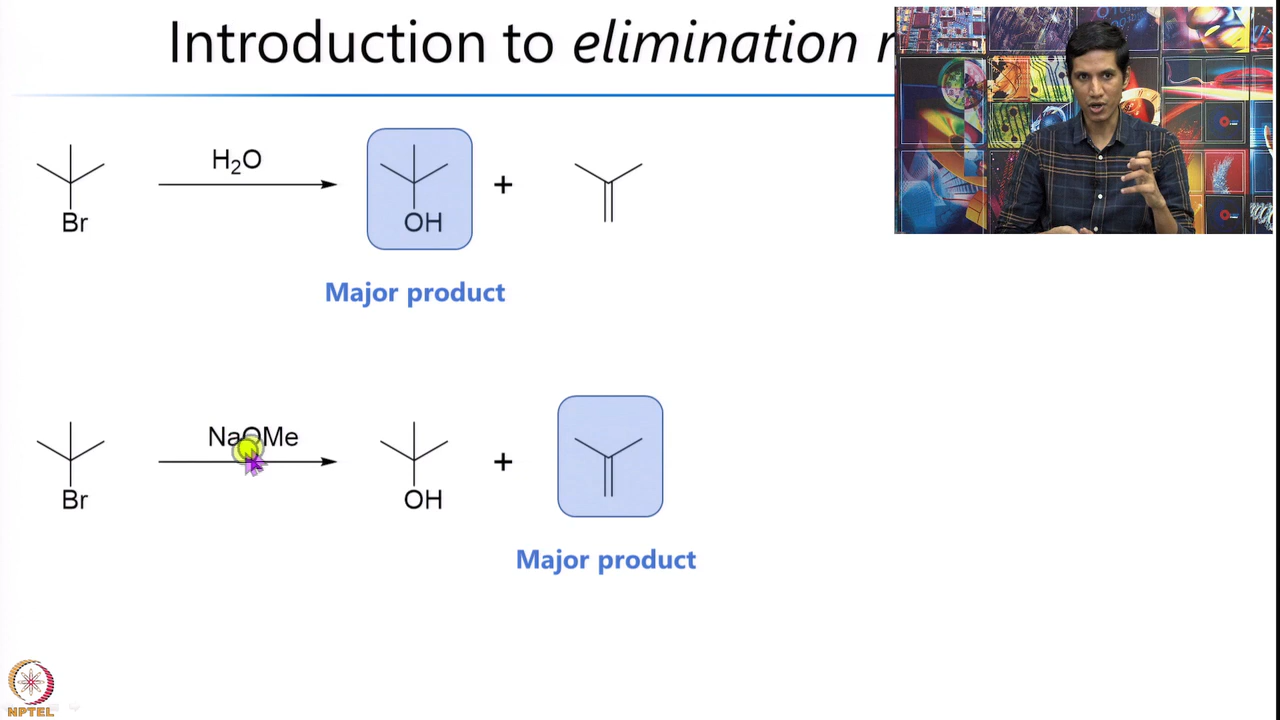 Introduction to elimination r
H₂O
Br
OH
+
Major product
NaOMe
Br
OH
+
Major product
NPTEL